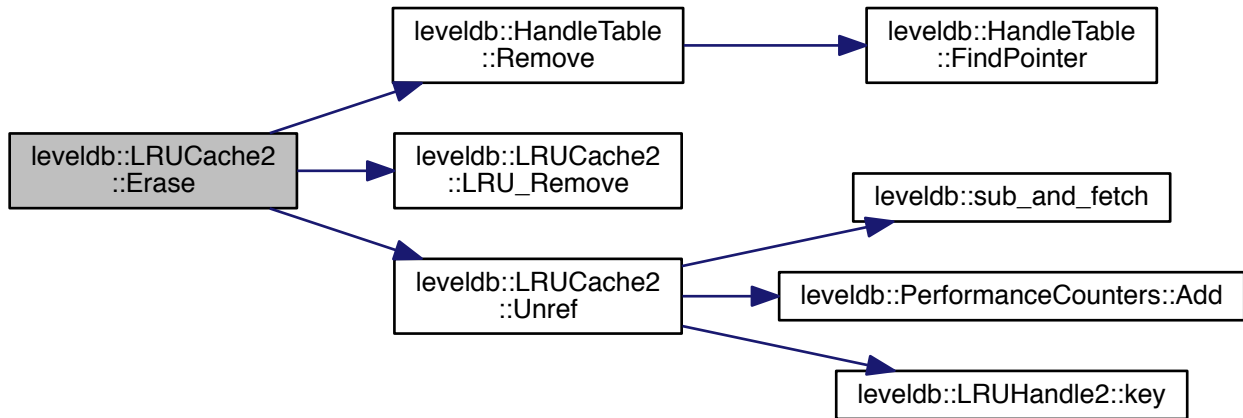 leveldb::HandleTable
::Remove
leveldb::HandleTable
::FindPointer
leveldb::LRUCache2
::Erase
leveldb::LRUCache2
::LRU_Remove
leveldb::sub_and_fetch
leveldb::LRUCache2
::Unref
leveldb::PerformanceCounters::Add
leveldb::LRUHandle2::key